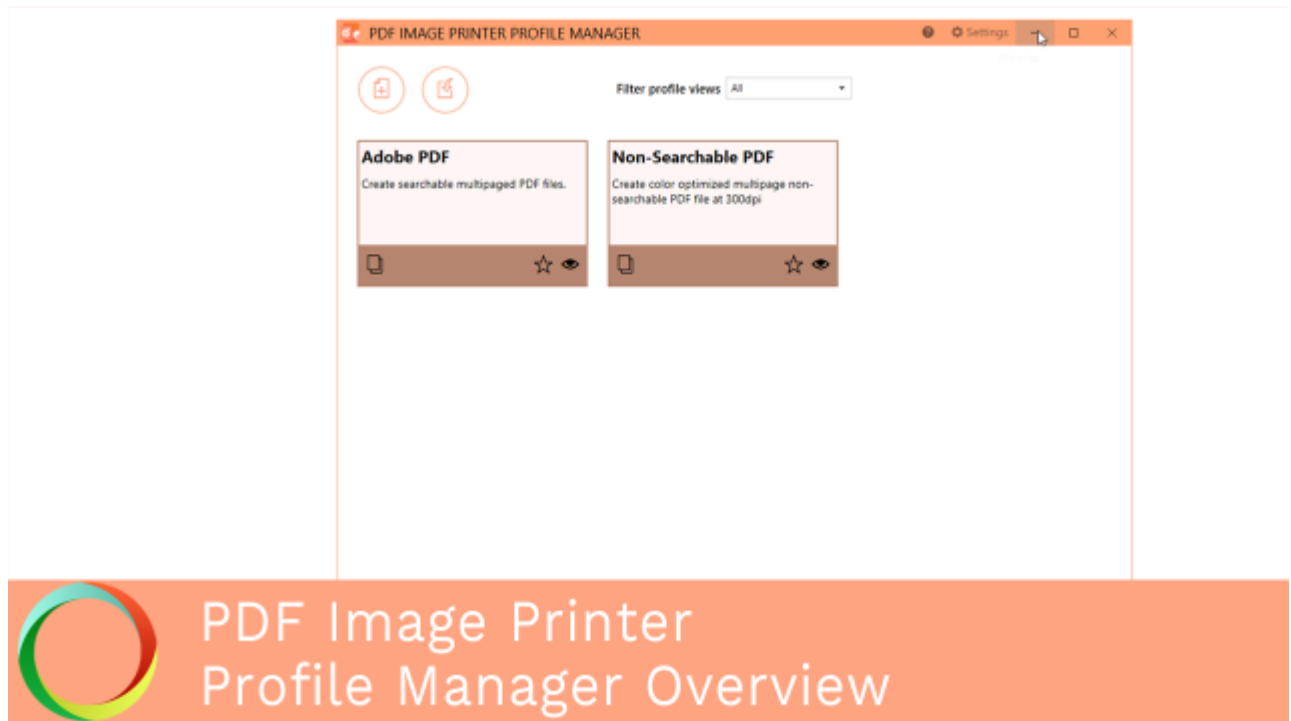 PDF IMAGE PRINTER PROFILE MANAGER
Settings
Filter profile views All
Adobe PDF
Create searchable multipaged PDF files.
Non-Searchable PDF
Create color optimized multipage non-
searchable PDF file at 300dpi
PDF Image Printer
Profile Manager Overview